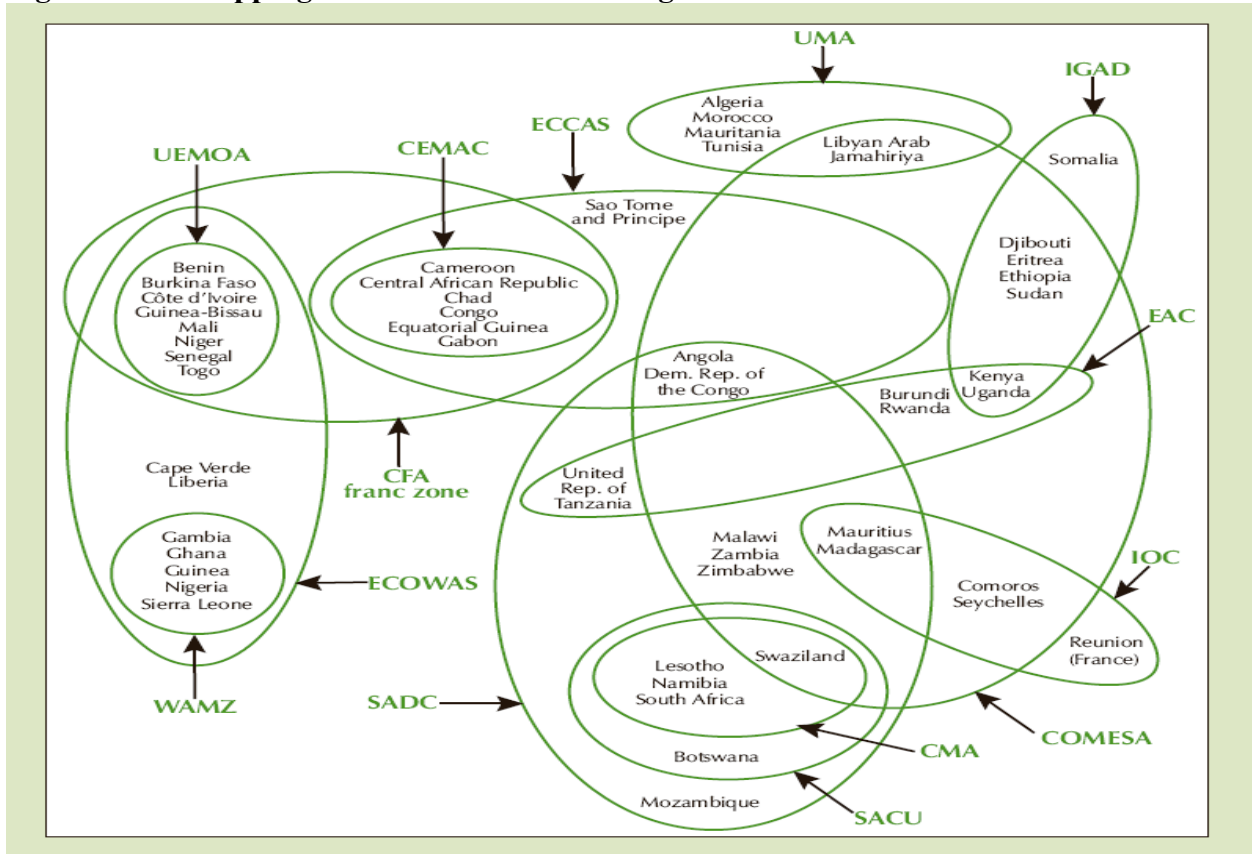 UMA
IGAD
ECCAS
CEMAC
UEMOA
Algeria
Morocco
Mauritania
Tunisia
Libyan Arab
Jamahiriya
Somalia
Sao Tome
and Principe
Djibouti
Eritrea
Ethiopia
Sudan
Benin
Burkina Faso
Côte d'Ivoire
Guinea-Bissau
Mali
Niger
Senegal
Togo
Cameroon
Central African Republic
Chad
Congo
Equatorial Guinea
Gabon
EAC
Angola
Dem. Rep. of
the Congo
Burundi
Rwanda
Kenya
Uganda
Cape Verde
Liberia
CFA
franc zone
United
Rep. of
Tanzania
Gambia
Ghana
Guinea
Nigeria
Sierra Leone
ECOWAS
Malawi
Zambia
Zimbabwe
Mauritius
Madagascar
IOC
Comoros
Seychelles
Reunion
(France)
Swaziland
Lesotho
Namibia
South Africa
WAMZ
SADC
COMESA
CMA
Botswana
Mozambique
SACU